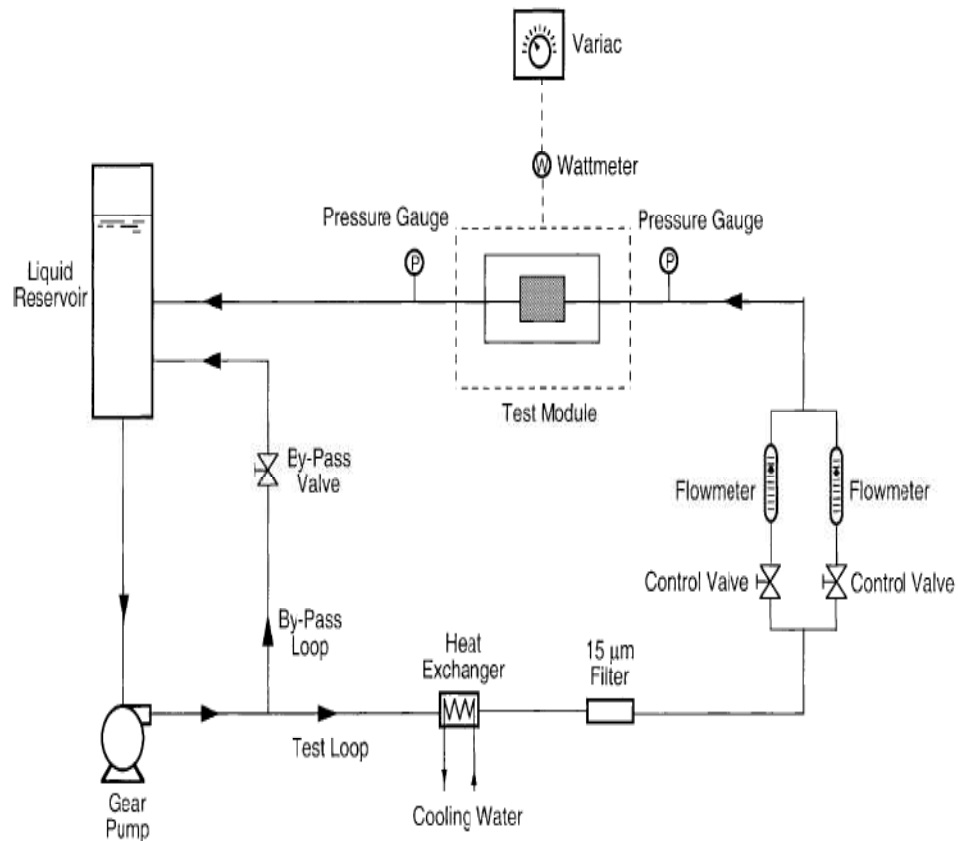 Variac
W
Wattmeter
Pressure Gauge
Pressure Gauge
P
P
Liquid
Reservoir
Test Module
By-Pass
Valve
Flowmeter
Flowmeter
Control Valve
Control Valve
By-Pass
Loop
Heat
Exchanger
15 μm
Filter
Test Loop
Gear
Pump
Cooling Water